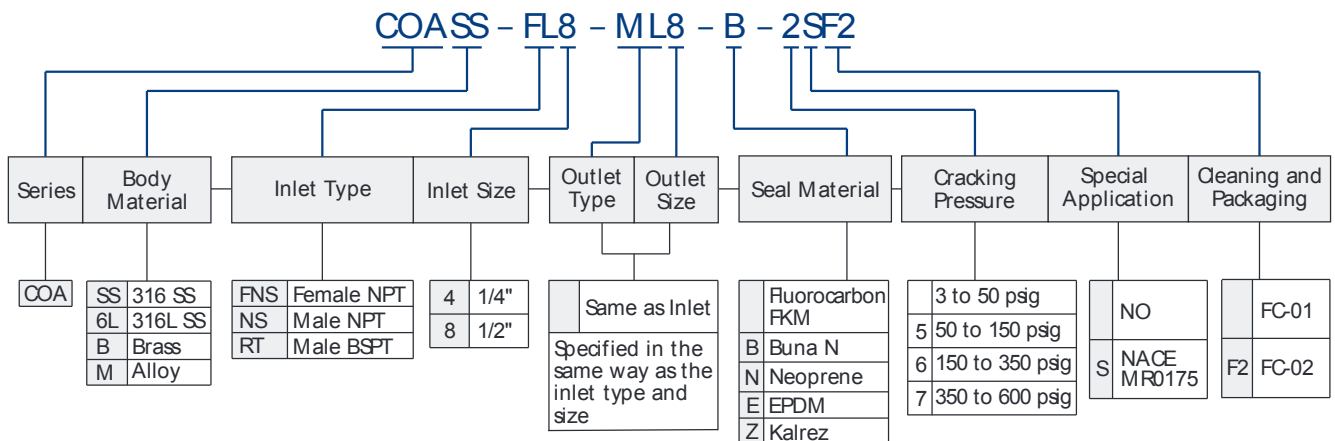 COASS – FL8 – ML8 – B – 2SF2
Series
Body
Material
Inlet Type
Inlet Size
Outlet
Type
Outlet
Size
Seal Material
Cracking
Pressure
Special
Application
Cleaning and
Packaging
COA
SS 316 SS
6L 316L SS
B Brass
M Alloy
FNS Female NPT
NS Male NPT
RT Male BSPT
4 1/4"
8 1/2"
Same as Inlet
Specified in the
same way as the
inlet type and
size
Fluorocarbon
FKM
B Buna N
N Neoprene
E EPDM
Z Kalrez
3 to 50 psig
5 50 to 150 psig
6 150 to 350 psig
7 350 to 600 psig
NO
S NACE
MR0175
FC-01
F2 FC-02